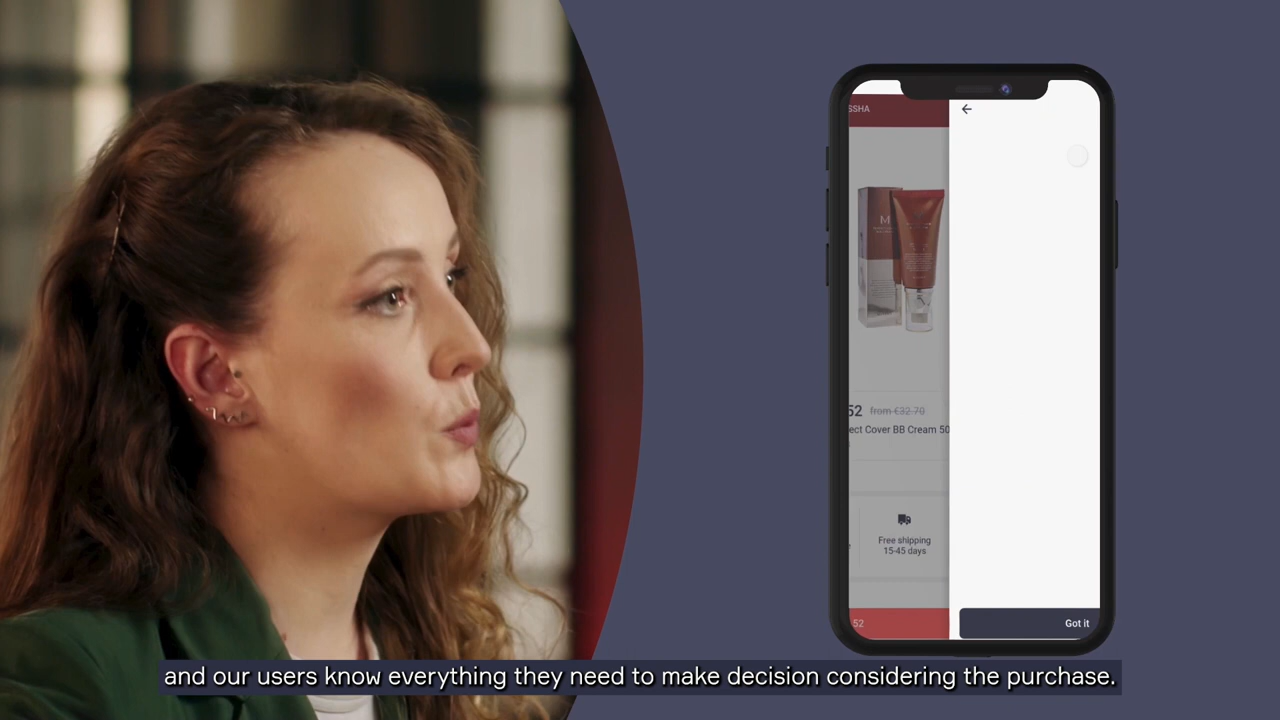 SSHA
M
52 from €32.70
ect Cover BB Cream 50
Free shipping
15-45 days
52
Got it
and our users know everything they need to make decision considering the purchase.